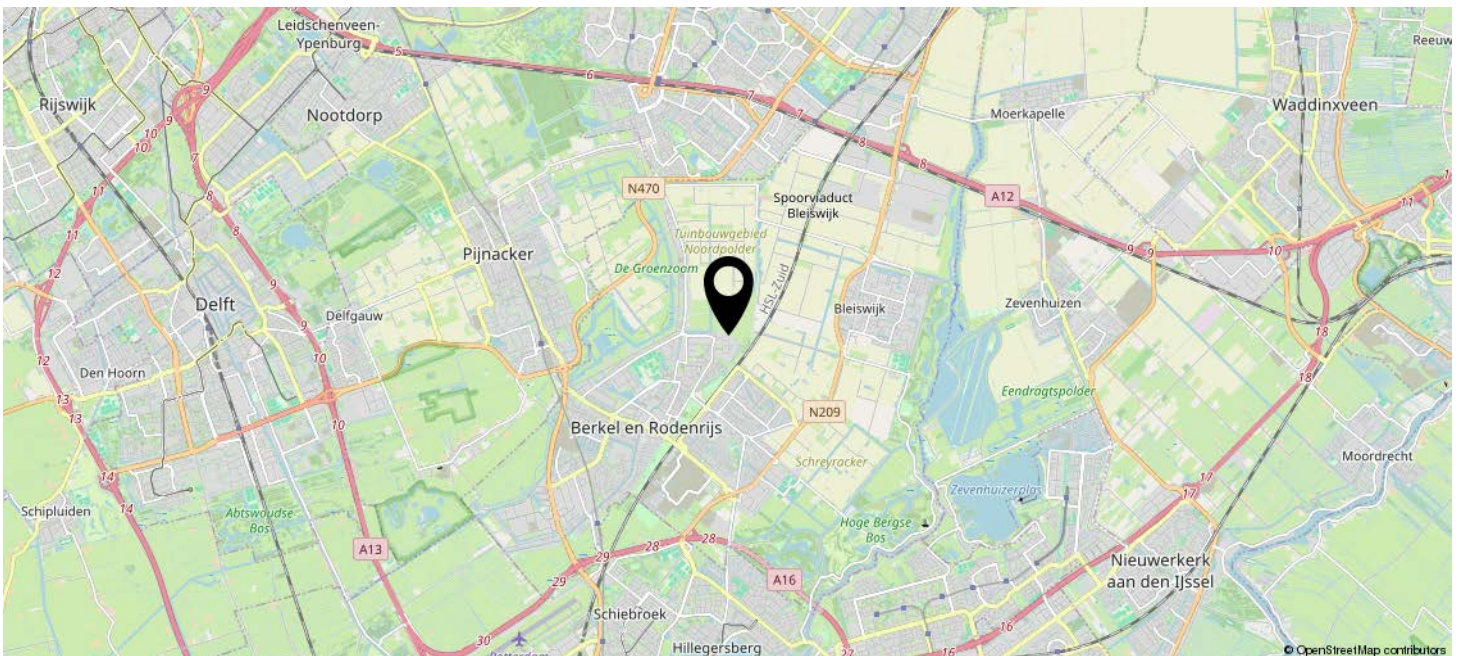 Leidschenveen-
Ypenburg
5
Reeuw
6
9
7
Rijswijk
9
Nootdorp
7
Moerkapelle
Waddinxveen
10
10
7
8
8
11
8
N470
Spoorviaduct
Bleiswijk
A12
10
11
11
8
Tuinbouwgebied
Noordpolder
Pijnacker
De Groenzoom
9
9
10
12
9
HSL-Zuid
Delft
9
Delfgauw
Bleiswijk
Zevenhuizen
18
12
10
Den Hoorn
10
18
Eendragtspolder
13
13
N209
10
Berkel en Rodenrijs
Schreyracker
Moordrecht
14
17
Zevenhuizerplas
17
14
Schipluiden
Abtswoudse
Bos
Hoge Bergse
Bos
A13
29
28
28
Nieuwerkerk
aan den IJssel
29
A16
Schiebroek
16
30
Hillegersberg
27
16
Rotterdam
© OpenStreetMap contributors